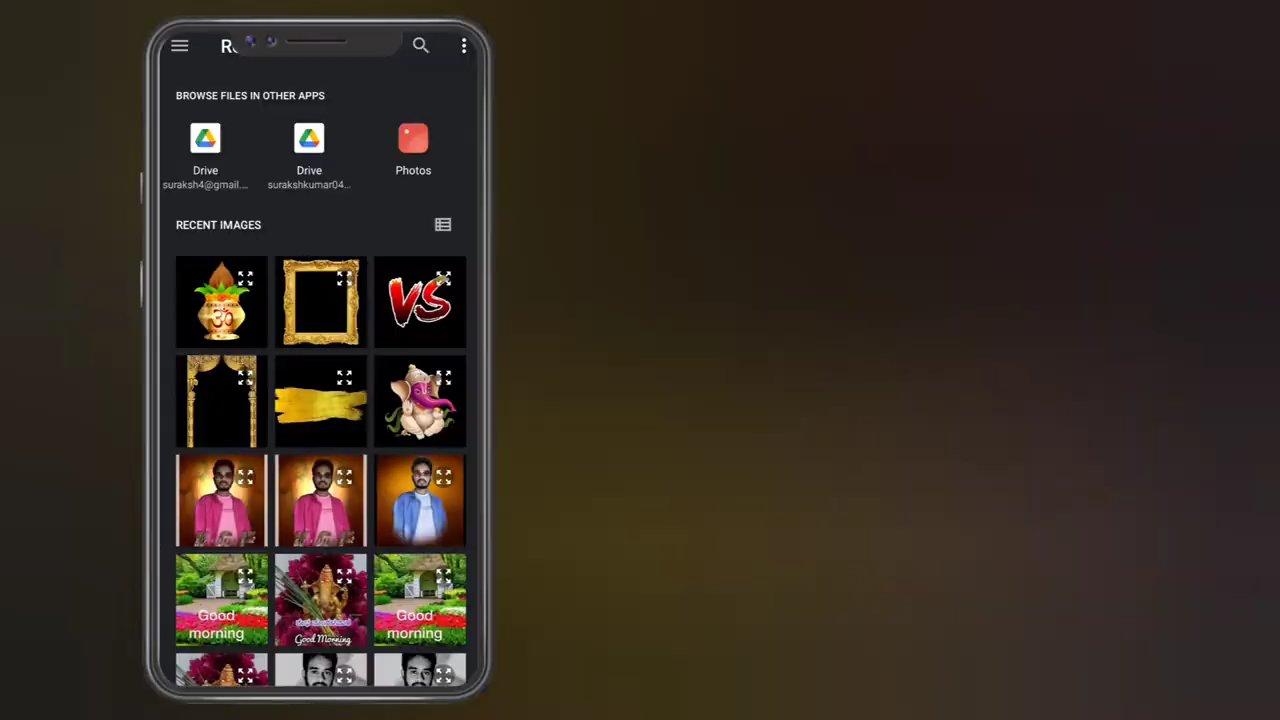 BROWSE FILES IN OTHER APPS
Drive
suraksh4@gmail...
Drive
surakshkumar04...
Photos
RECENT IMAGES
ॐ
VS
Good
morning
Good Morning
Good
morning